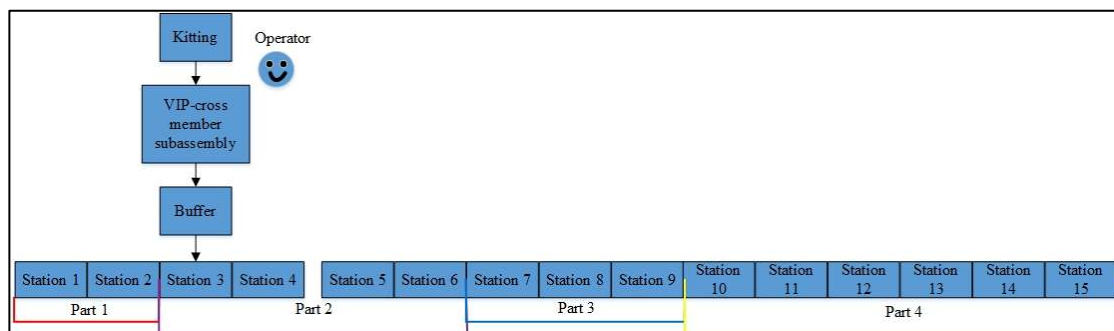 Kitting
Operator
VIP-cross
member
subassembly
Buffer
Station 1
Station 2
Station 3
Station 4
Station 5
Station 6
Station 7
Station 8
Station 9
Station
10
Station
11
Station
12
Station
13
Station
14
Station
15
Part 1
Part 2
Part 3
Part 4